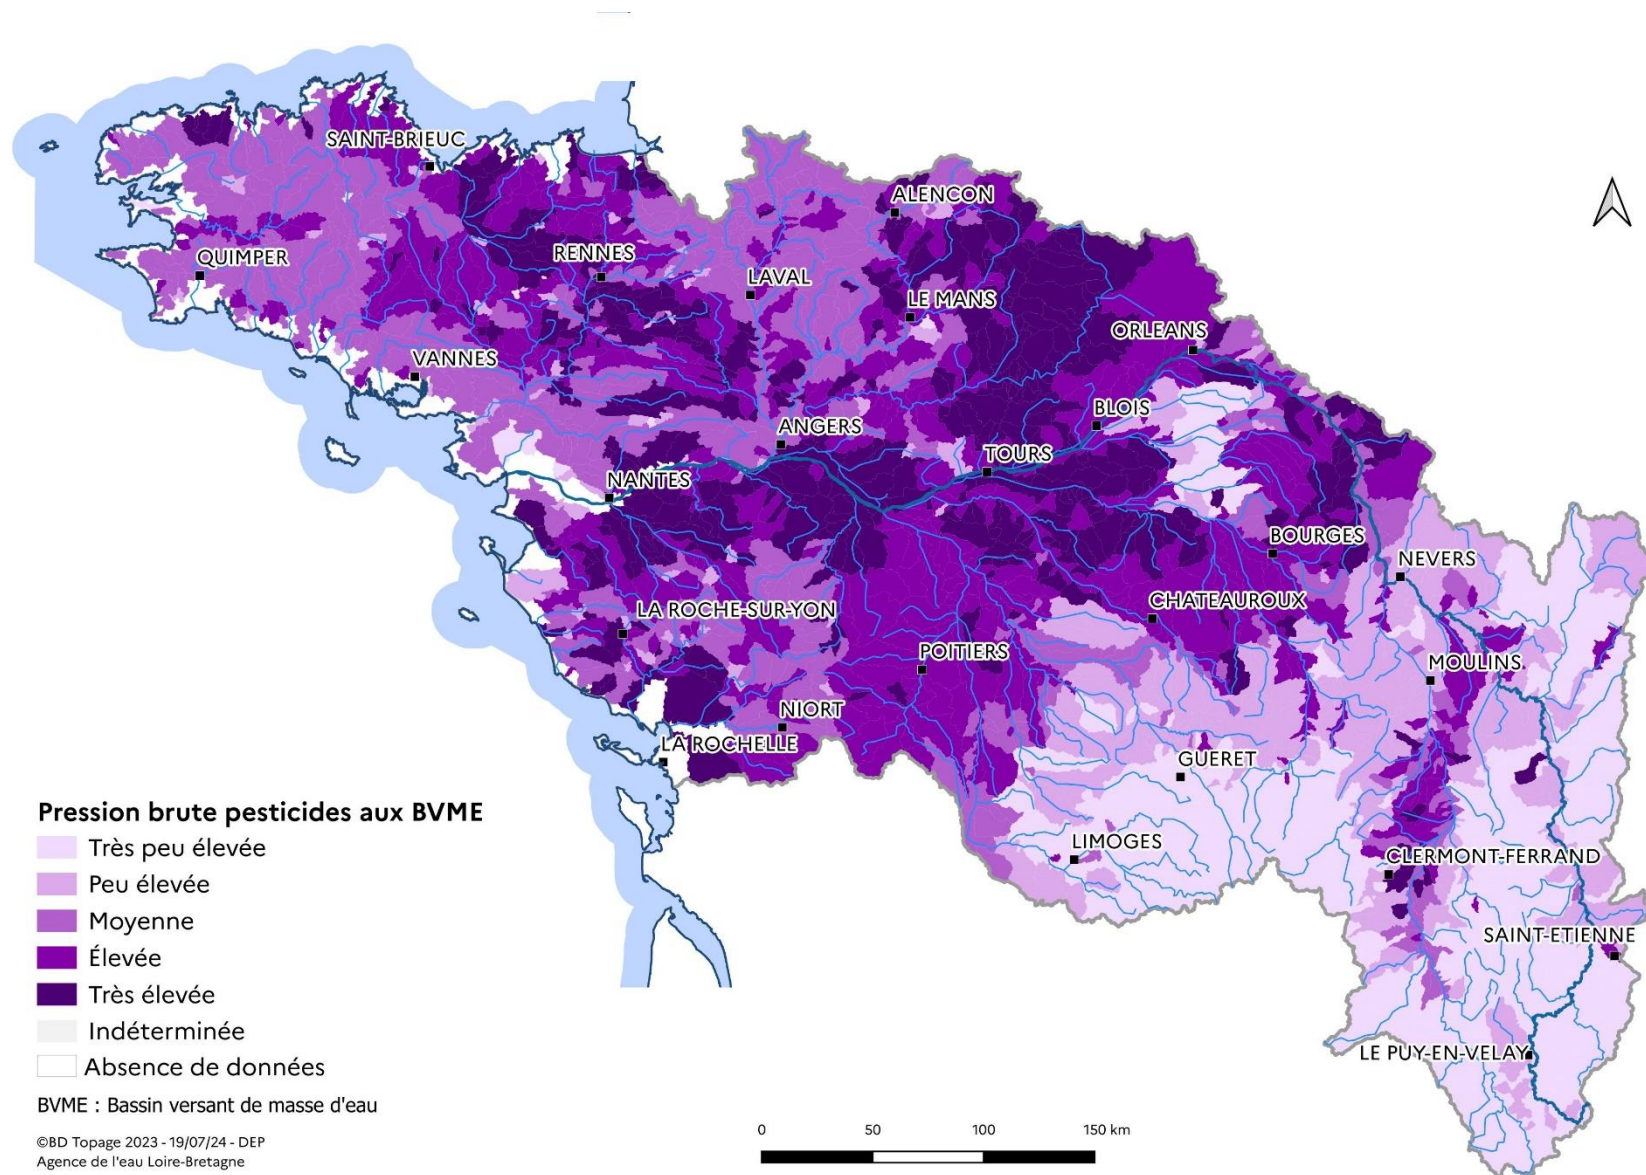 SAINT-BRIEUC
ALENCON
QUIMPER
RENNES
LAVAL
LE MANS
ORLEANS
VANNES
BLOIS
ANGERS
TOURS
NANTES
BOURGES
NEVERS
CHATEAUROUX
LA ROCHE-SUR-YON
POITIERS
MOULINS
NIORT
LA ROCHELLE
GUERET
LIMOGES
CLERMONT-FERRAND
SAINT-ETIENNE
LE PUY-EN-VELAY
Pression brute pesticides aux BVME
Très peu élevée
Peu élevée
Moyenne
Élevée
Très élevée
Indéterminée
Absence de données
BVME : Bassin versant de masse d'eau
©BD Topage 2023 - 19/07/24 - DEP
Agence de l'eau Loire-Bretagne
0 50 100 150 km